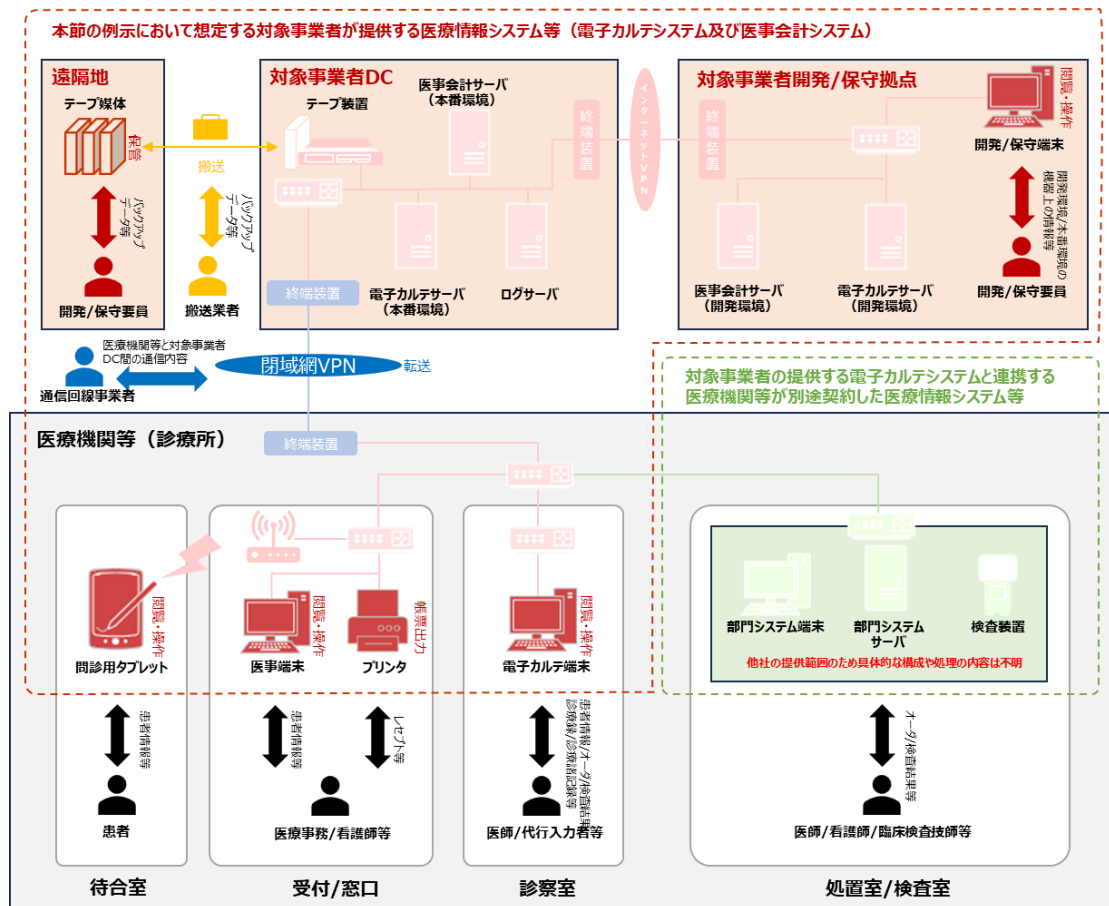 本節の例示において想定する対象事業者が提供する医療情報システム等（電子カルテシステム及び医事会計システム）
遠隔地
テープ媒体
保管
バックアップ
データ等
開発/保守要員
搬送
バックアップ
データ等
搬送業者
対象事業者DC
テープ装置
医事会計サーバ
（本番環境）
終端装置
終端装置
電子カルテサーバ
（本番環境）
ログサーバ
インターネットVPN
対象事業者開発/保守拠点
終端装置
閲覧・操作
開発/保守端末
開発環境/本番環境の
機器上の情報等
医事会計サーバ
（開発環境）
電子カルテサーバ
（開発環境）
開発/保守要員
医療機関等と対象事業者
DC間の通信内容
通信回線事業者
閉域網VPN
転送
対象事業者の提供する電子カルテシステムと連携する
医療機関等が別途契約した医療情報システム等
医療機関等（診療所）
終端装置
閲覧・操作
問診用タブレット
患者情報等
患者
待合室
閲覧・操作
医事端末
帳票出力
プリンタ
患者情報等
レセプト等
医療事務/看護師等
受付/窓口
閲覧・操作
電子カルテ端末
患者情報/オーダ/検査結果/
診療録/診療諸記録等
医師/代行入力者等
診察室
部門システム端末
部門システム
サーバ
検査装置
他社の提供範囲のため具体的な構成や処理の内容は不明
オーダ/検査結果等
医師/看護師/臨床検査技師等
処置室/検査室